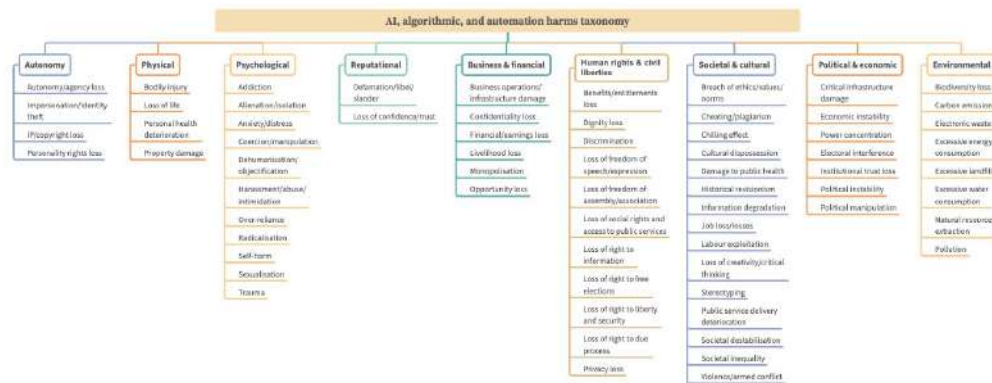 AI, algorithmic, and automation harms taxonomy
Autonomy
Autonomy/agency loss
Impersonation/identity
theft
IP/copyright loss
Personality rights loss
Physical
Bodily injury
Loss of life
Personal health
deterioration
Property damage
Psychological
Addiction
Alienation/isolation
Anxiety/distress
Coercion/manipulation
Dehumanisation/
objectification
Harassment/abuse/
intimidation
Over-reliance
Radicalisation
Self-harm
Sexualisation
Trauma
Reputational
Defamation/libel/
slander
Loss of confidence/trust
Business & financial
Business operations/
infrastructure damage
Confidentiality loss
Financial/earnings loss
Livelihood loss
Monopolisation
Opportunity loss
Human rights & civil
liberties
Benefits/entitlements
loss
Dignity loss
Discrimination
Loss of freedom of
speech/expression
Loss of freedom of
assembly/association
Loss of social rights and
access to public services
Loss of right to
information
Loss of right to free
elections
Loss of right to liberty
and security
Loss of right to due
process
Privacy loss
Societal & cultural
Breach of ethics/values/
norms
Cheating/plagiarism
Chilling effect
Cultural dispossession
Damage to public health
Historical revisionism
Information degradation
Job loss/losses
Labour exploitation
Loss of creativity/critical
thinking
Stereotyping
Public service delivery
deterioration
Societal destabilisation
Societal inequality
Violence/armed conflict
Political & economic
Critical infrastructure
damage
Economic instability
Power concentration
Electoral interference
Institutional trust loss
Political instability
Political manipulation
Environmental
Biodiversity loss
Carbon emission
Electronic waste
Excessive energy
consumption
Excessive landfill
Excessive water
consumption
Natural resource
extraction
Pollution